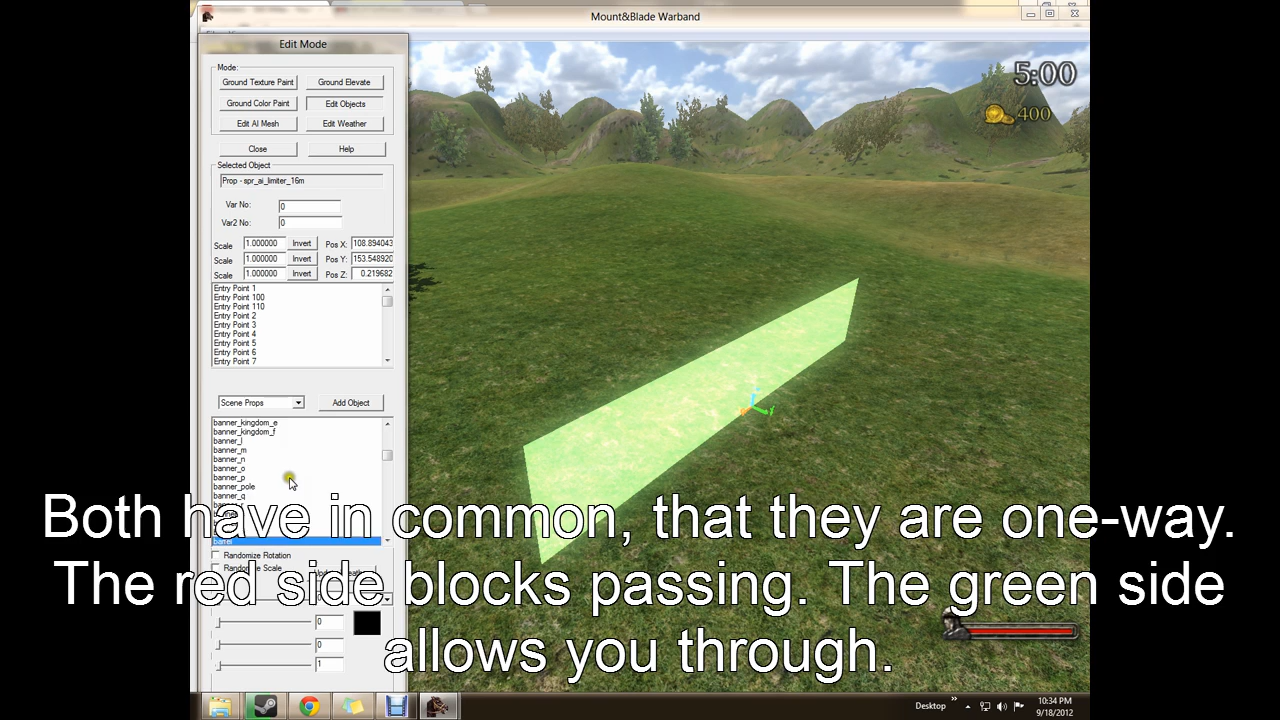 Mount&Blade Warband
Edit Mode
Mode:
Ground Texture Paint
Ground Elevate
Ground Color Paint
Edit Objects
Edit AI Mesh
Edit Weather
Close
Help
Selected Object
Prop - spr_ai_limiter_16m
Var No:
0
Var2 No:
0
Scale 1.000000 Invert Pos X: 108.894043
Scale 1.000000 Invert Pos Y: 153.548920
Scale 1.000000 Invert Pos Z: 0.219682
Entry Point 1
Entry Point 100
Entry Point 110
Entry Point 2
Entry Point 3
Entry Point 4
Entry Point 5
Entry Point 6
Entry Point 7
Scene Props
Add Object
banner_kingdom_e
banner_kingdom_f
banner_l
banner_m
banner_n
banner_o
banner_p
banner_pole
banner_q
barrel
Randomize Rotation
Randomize Scale
0
0
1
5:00
400
Both have in common, that they are one-way.
The red side blocks passing. The green side
allows you through.
Desktop
10:34 PM
9/18/2012